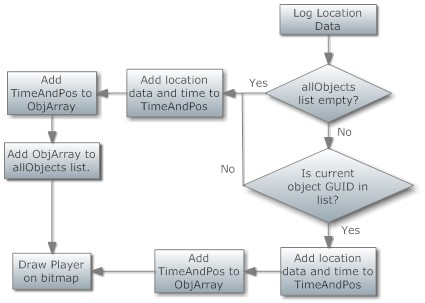 Log Location
Data
allObjects
list empty?
Yes
No
Add location
data and time to
TimeAndPos
Add
TimeAndPos to
ObjArray
Add ObjArray to
allObjects list.
Is current
object GUID in
list?
No
Yes
Add location
data and time to
TimeAndPos
Add
TimeAndPos to
ObjArray
Draw Player
on bitmap